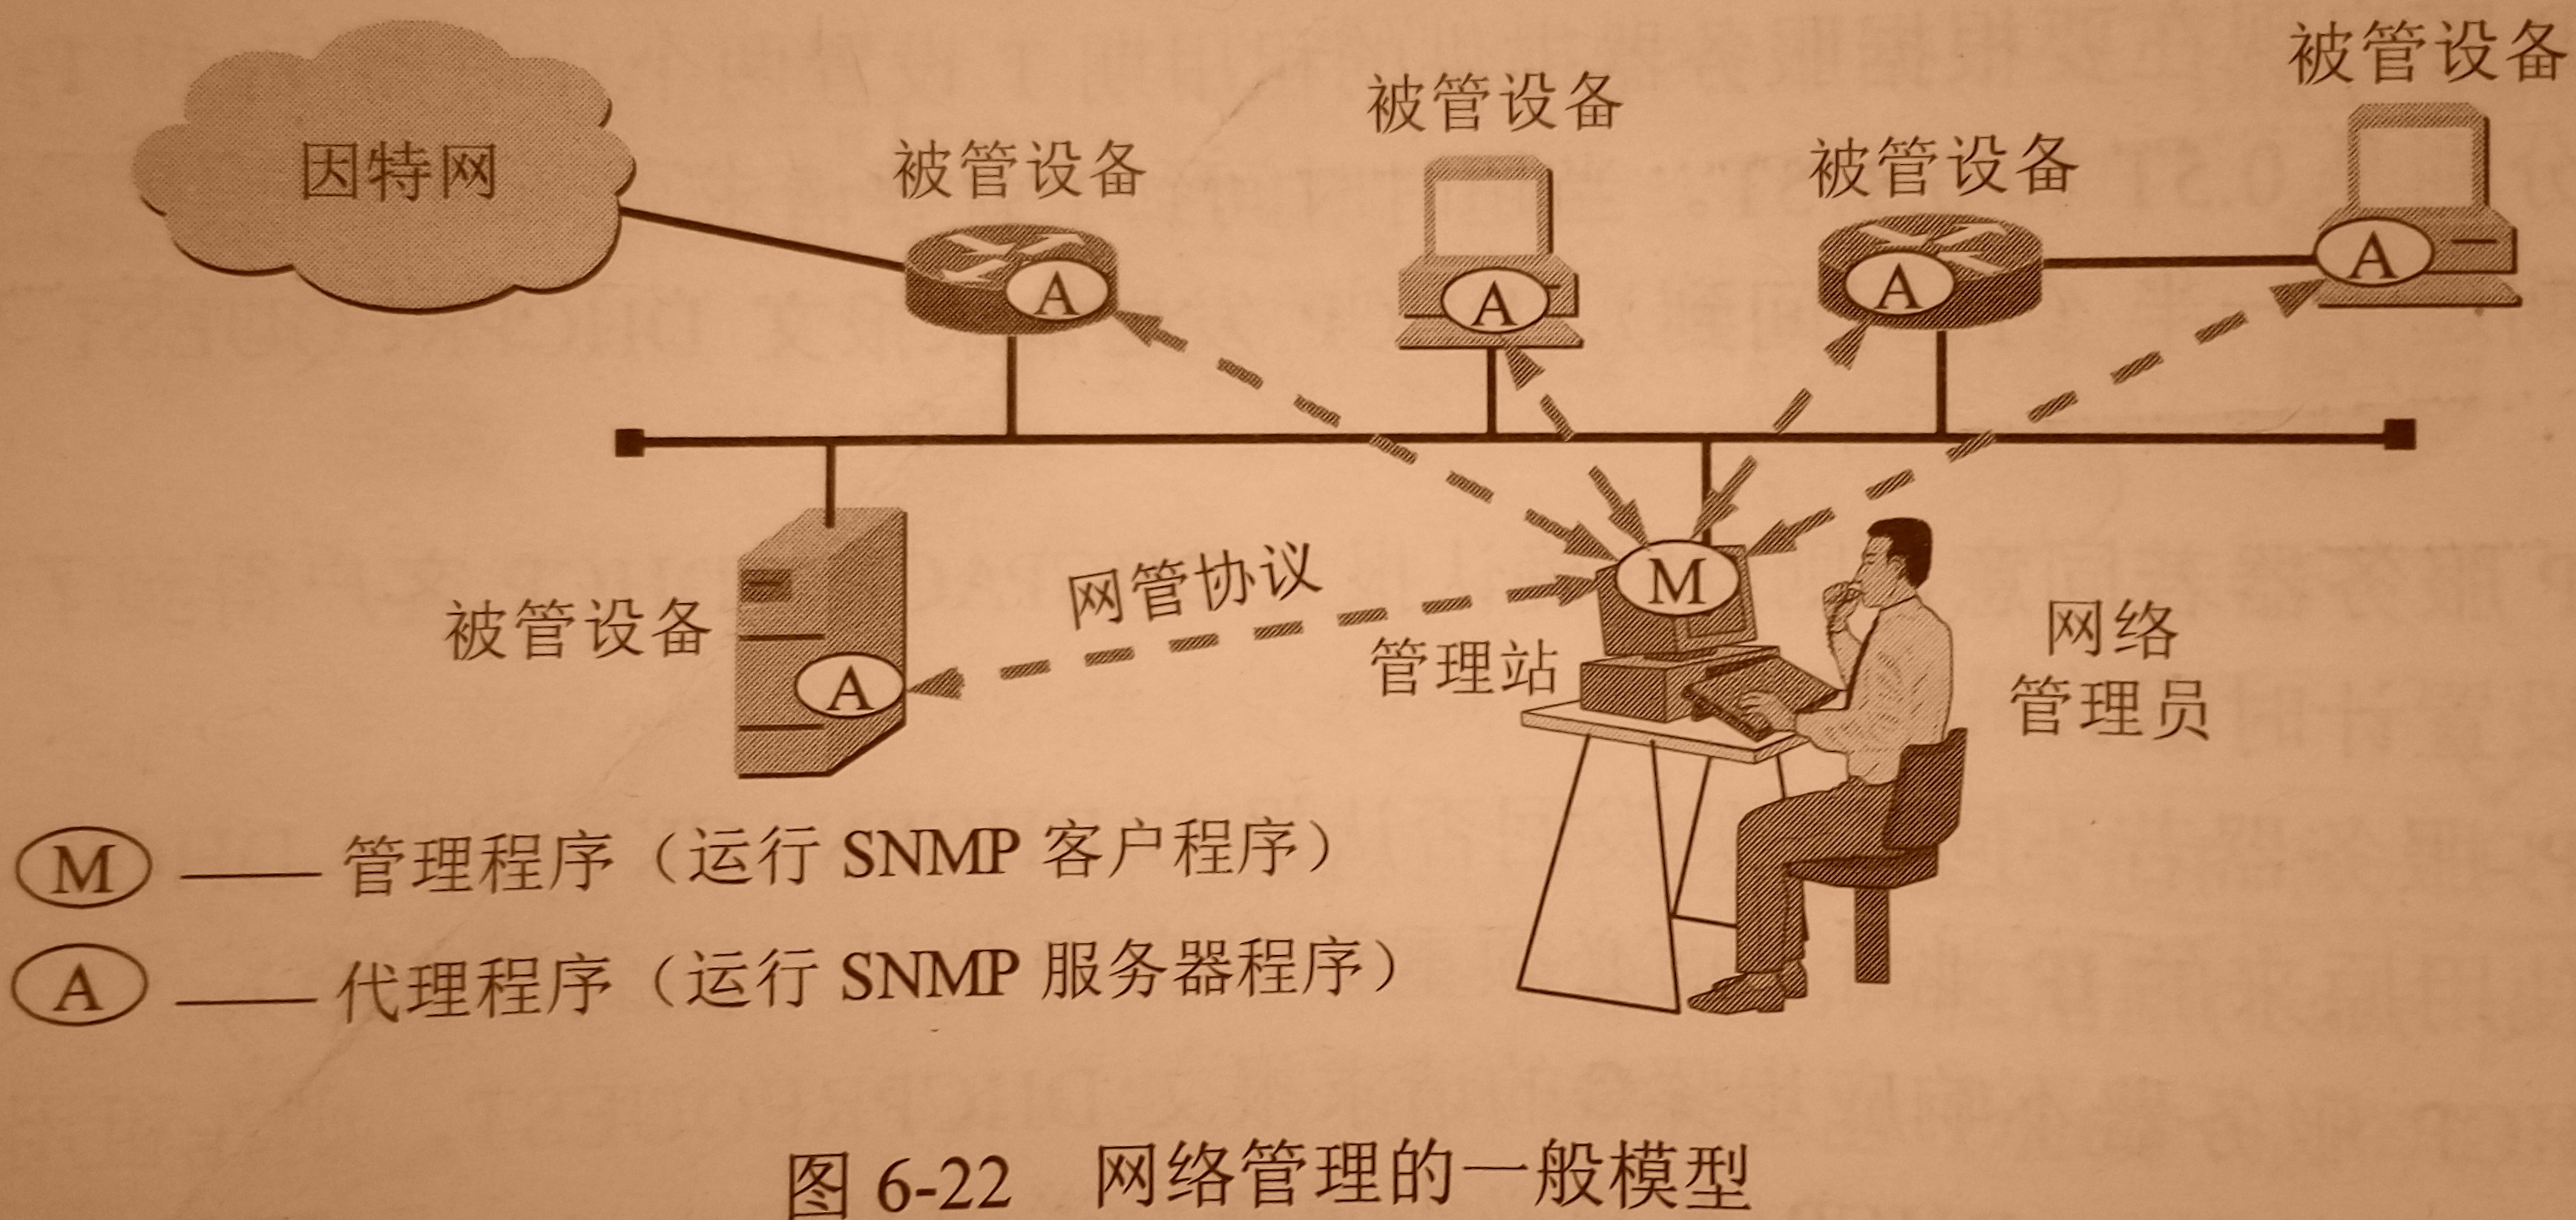 被管设备
被管设备
被管设备
被管设备
因特网
A
A
A
A
网管协议
M
被管设备
A
管理站
网络
管理员
M —— 管理程序（运行 SNMP 客户程序）
A —— 代理程序（运行 SNMP 服务器程序）
图 6-22 网络管理的一般模型